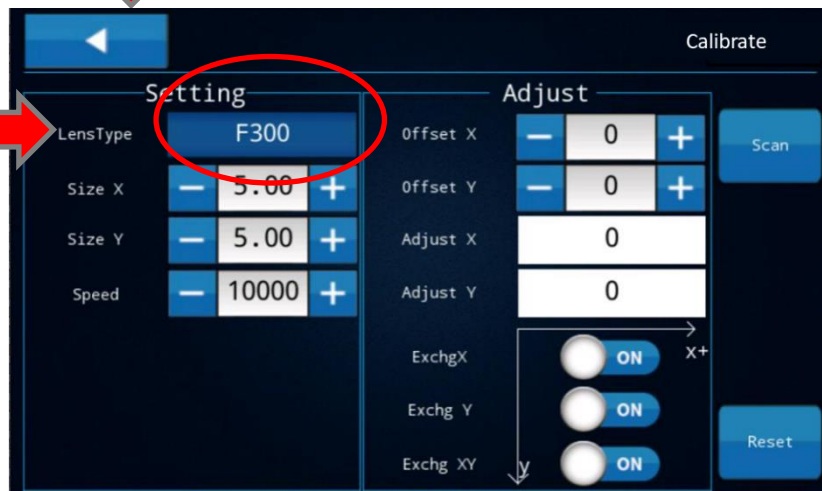 Calibrate
Setting
LensType F300
Size X − 5.00 +
Size Y − 5.00 +
Speed − 10000 +
Adjust
Offset X − 0 +
Offset Y − 0 +
Adjust X 0
Adjust Y 0
ExchgX ON x+
Exchg Y ON
Exchg XY y ON
Scan
Reset